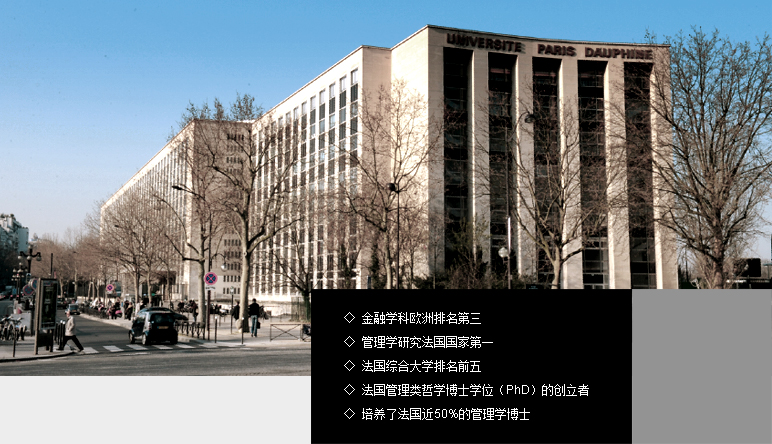 UNIVERSITE PARIS DAUPHINE
◇ 金融学科欧洲排名第三
◇ 管理学研究法国国家第一
◇ 法国综合大学排名前五
◇ 法国管理类哲学博士学位（PhD）的创立者
◇ 培养了法国近50%的管理学博士